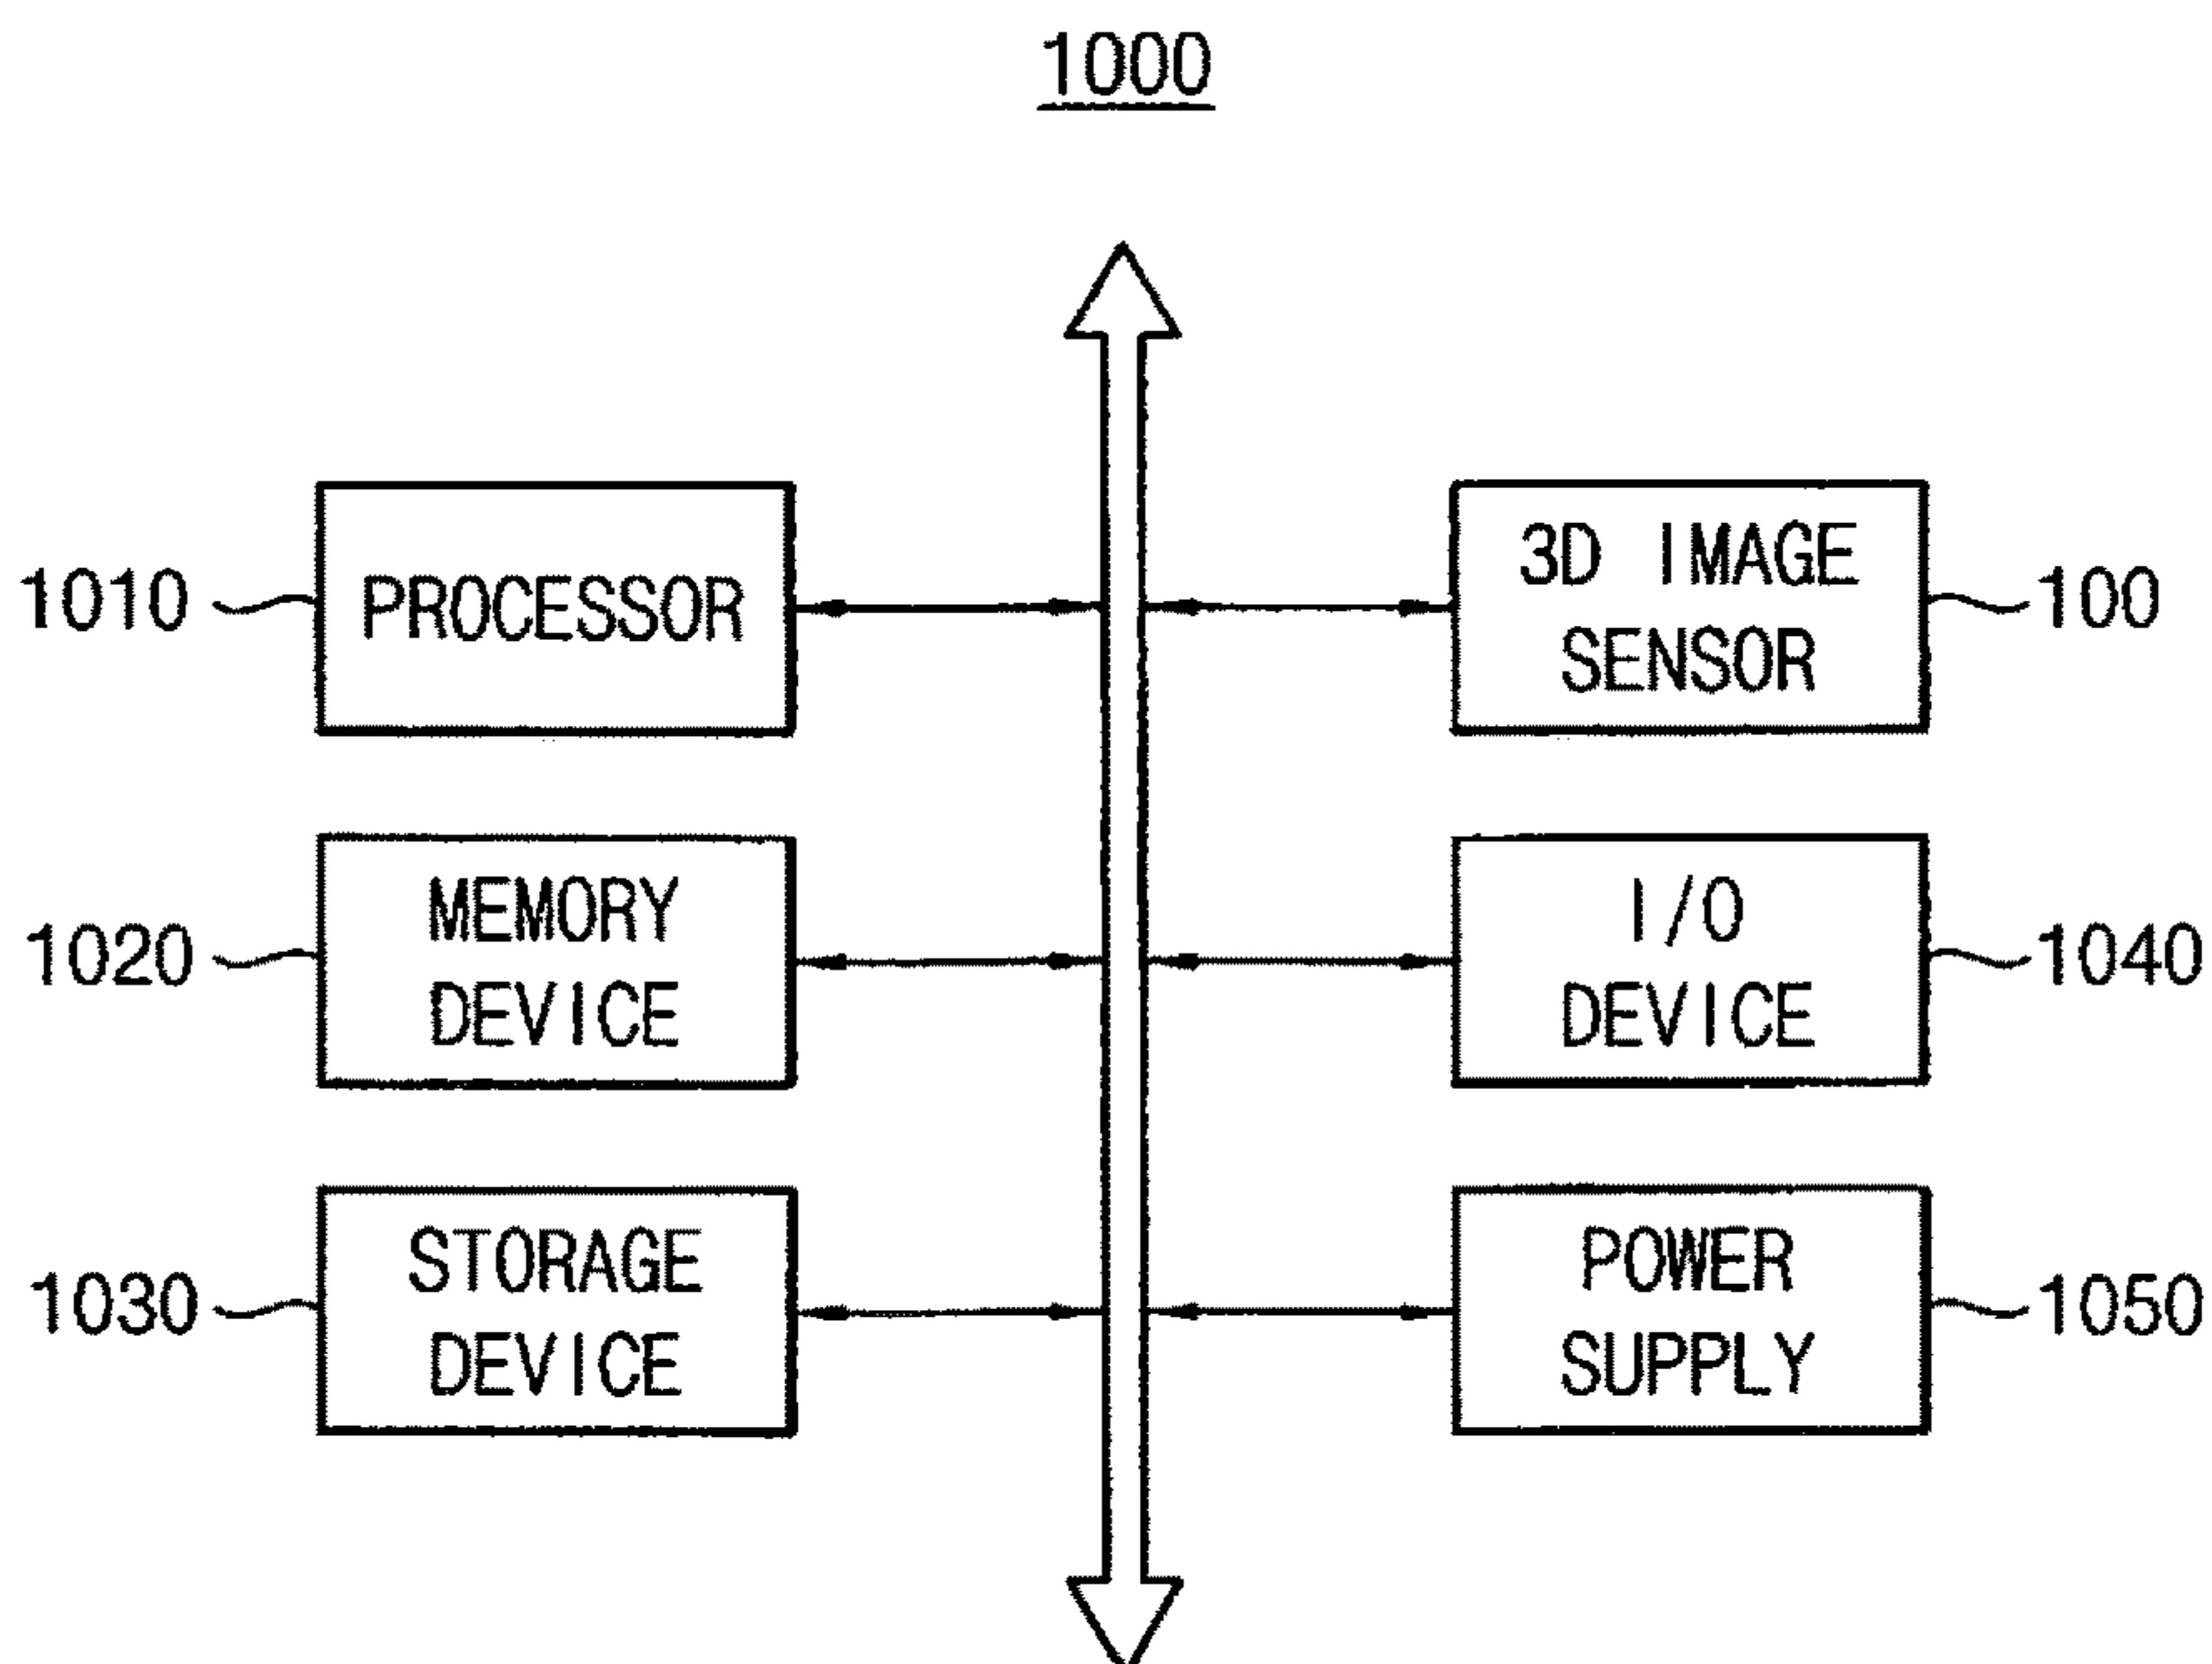 1000
1010
PROCESSOR
3D IMAGE
SENSOR
100
1020
MEMORY
DEVICE
I/O
DEVICE
1040
1030
STORAGE
DEVICE
POWER
SUPPLY
1050